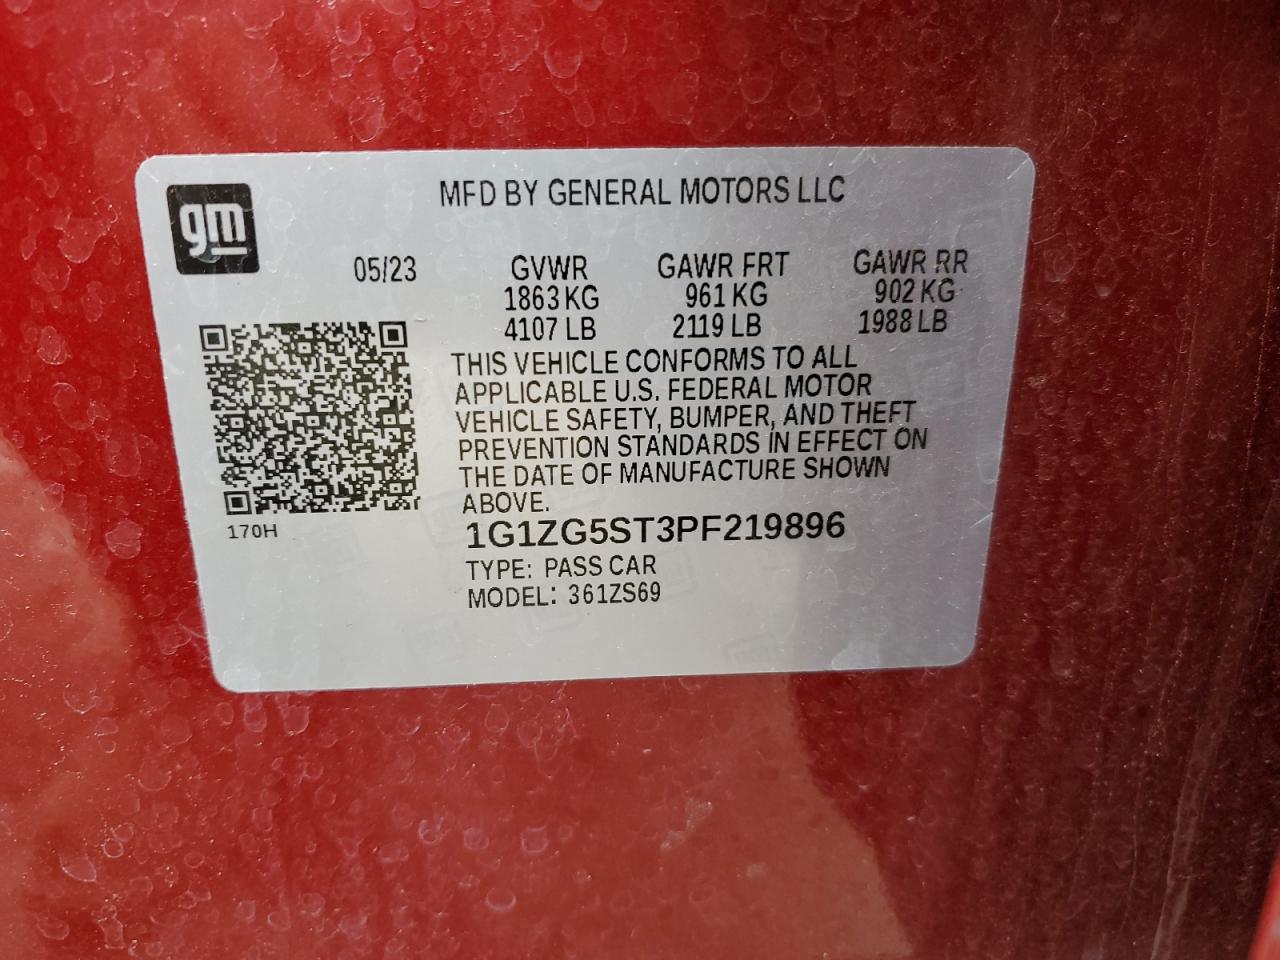 gm
MFD BY GENERAL MOTORS LLC
05/23
GVWR GAWR FRT GAWR RR
1863 KG 961 KG 902 KG
4107 LB 2119 LB 1988 LB
THIS VEHICLE CONFORMS TO ALL
APPLICABLE U.S. FEDERAL MOTOR
VEHICLE SAFETY, BUMPER, AND THEFT
PREVENTION STANDARDS IN EFFECT ON
THE DATE OF MANUFACTURE SHOWN
ABOVE.
170H
1G1ZG5ST3PF219896
TYPE: PASS CAR
MODEL: 361ZS69